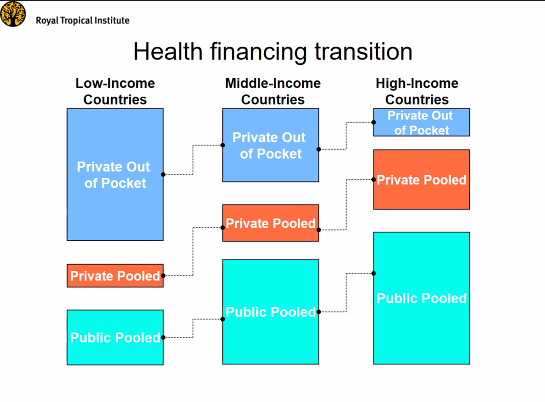 Royal Tropical Institute
Health financing transition
Low-Income
Countries
Middle-Income
Countries
High-Income
Countries
Private Out
of Pocket
Private Out
of Pocket
Private Out
of Pocket
Private Pooled
Private Pooled
Private Pooled
Public Pooled
Public Pooled
Public Pooled